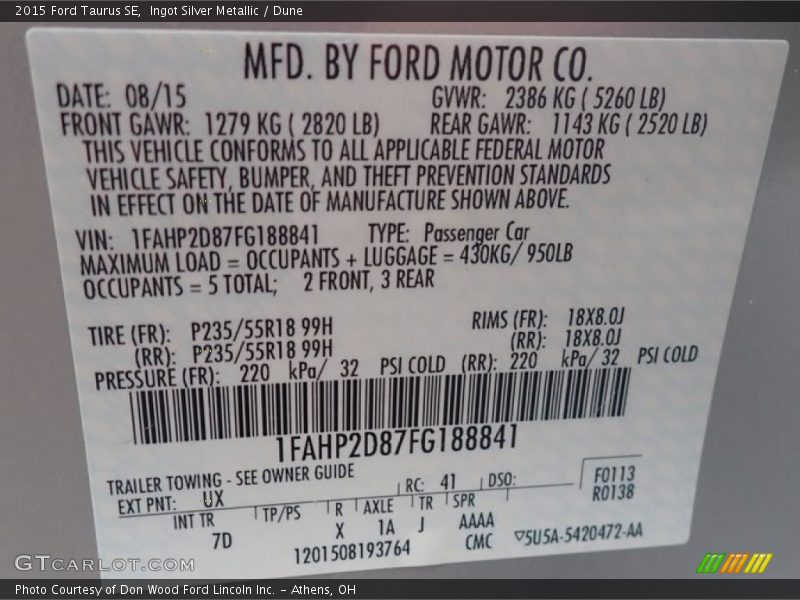 2015 Ford Taurus SE, Ingot Silver Metallic / Dune
MFD. BY FORD MOTOR CO.
DATE: 08/15 GVWR: 2386 KG ( 5260 LB)
FRONT GAWR: 1279 KG ( 2820 LB) REAR GAWR: 1143 KG ( 2520 LB)
THIS VEHICLE CONFORMS TO ALL APPLICABLE FEDERAL MOTOR
VEHICLE SAFETY, BUMPER, AND THEFT PREVENTION STANDARDS
IN EFFECT ON THE DATE OF MANUFACTURE SHOWN ABOVE.
VIN: 1FAHP2D87FG188841 TYPE: Passenger Car
MAXIMUM LOAD = OCCUPANTS + LUGGAGE = 430KG/ 950LB
OCCUPANTS = 5 TOTAL; 2 FRONT, 3 REAR
TIRE (FR): P235/55R18 99H RIMS (FR): 18X8.0J
(RR): P235/55R18 99H (RR): 18X8.0J
PRESSURE (FR): 220 kPa/ 32 PSI COLD (RR): 220 kPa/ 32 PSI COLD
1FAHP2D87FG188841
TRAILER TOWING - SEE OWNER GUIDE
EXT PNT: UX RC: 41 DSO: F0113
R0138
INT TR TP/PS R AXLE TR SPR
7D X 1A J AAAA
1201508193764 CMC ▽5U5A-5420472-AA
GTCARLOT.COM
Photo Courtesy of Don Wood Ford Lincoln Inc. – Athens, OH